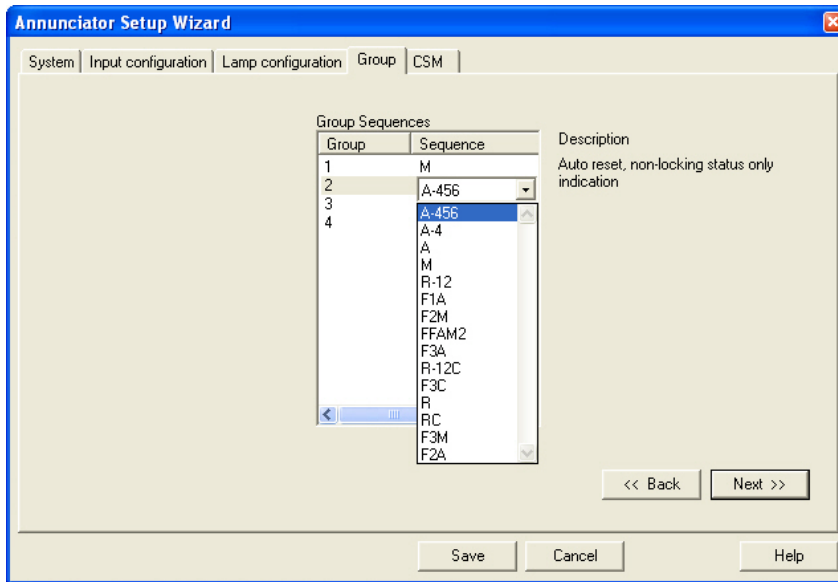 Annunciator Setup Wizard
System Input configuration Lamp configuration Group CSM
Group Sequences
Group Sequence
1 M
2 A-456
3
4
A-456
A-4
A
M
R-12
F1A
F2M
FFAM2
F3A
R-12C
F3C
R
RC
F3M
F2A
Description
Auto reset, non-locking status only
indication
<< Back Next >>
Save Cancel Help